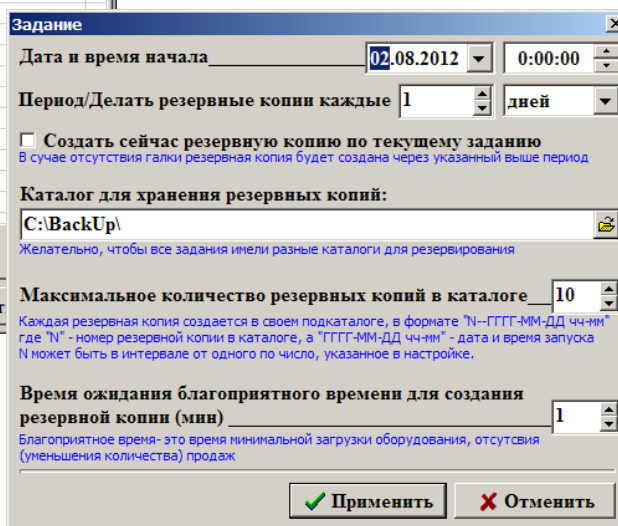 Задание
Дата и время начала 02.08.2012 0:00:00
Период/Делать резервные копии каждые 1 дней
Создать сейчас резервную копию по текущему заданию
В сучае отсутствия галки резервная копия будет создана через указанный выше период
Каталог для хранения резервных копий:
C:\BackUp\
Желательно, чтобы все задания имели разные каталоги для резервирования
Максимальное количество резервных копий в каталоге 10
Каждая резервная копия создается в своем подкаталоге, в формате "N--ГГГГ-ММ-ДД чч-мм"
где "N" - номер резервной копии в каталоге, а "ГГГГ-ММ-ДД чч-мм" - дата и время запуска
N может быть в интервале от одного по число, указанное в настройке.
Время ожидания благоприятного времени для создания
резервной копии (мин) 1
Благоприятное время- это время минимальной загрузки оборудования, отсутсвия
(уменьшения количества) продаж
Применить Отменить